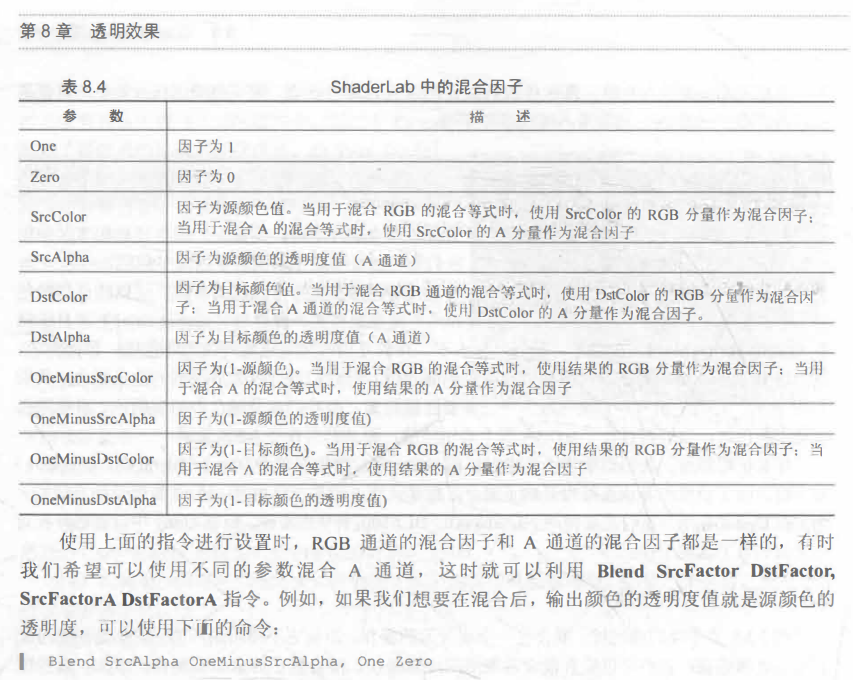 第 8 章 透明效果
表 8.4 ShaderLab 中的混合因子
参 数 描 述
One 因子为 1
Zero 因子为 0
SrcColor 因子为源颜色值。当用于混合 RGB 的混合等式时，使用 SrcColor 的 RGB 分量作为混合因子；
当用于混合 A 的混合等式时，使用 SrcColor 的 A 分量作为混合因子
SrcAlpha 因子为源颜色的透明度值（A 通道）
DstColor 因子为目标颜色值。当用于混合 RGB 通道的混合等式时，使用 DstColor 的 RGB 分量作为混合因
子；当用于混合 A 通道的混合等式时，使用 DstColor 的 A 分量作为混合因子。
DstAlpha 因子为目标颜色的透明度值（A 通道）
OneMinusSrcColor 因子为(1-源颜色)。当用于混合 RGB 的混合等式时，使用结果的 RGB 分量作为混合因子；当用
于混合 A 的混合等式时，使用结果的 A 分量作为混合因子
OneMinusSrcAlpha 因子为(1-源颜色的透明度值)
OneMinusDstColor 因子为(1-目标颜色)。当用于混合 RGB 的混合等式时，使用结果的 RGB 分量作为混合因子；当
用于混合 A 的混合等式时，使用结果的 A 分量作为混合因子
OneMinusDstAlpha 因子为(1-目标颜色的透明度值)
使用上面的指令进行设置时，RGB 通道的混合因子和 A 通道的混合因子都是一样的，有时
我们希望可以使用不同的参数混合 A 通道，这时就可以利用 Blend SrcFactor DstFactor,
SrcFactorA DstFactorA 指令。例如，如果我们想要在混合后，输出颜色的透明度值就是源颜色的
透明度，可以使用下面的命令：
Blend SrcAlpha OneMinusSrcAlpha, One Zero